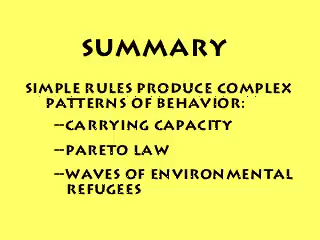 SUMMARY
SIMPLE RULES PRODUCE COMPLEX
PATTERNS OF BEHAVIOR:
--CARRYING CAPACITY
--PARETO LAW
--WAVES OF ENVIRONMENTAL
REFUGEES